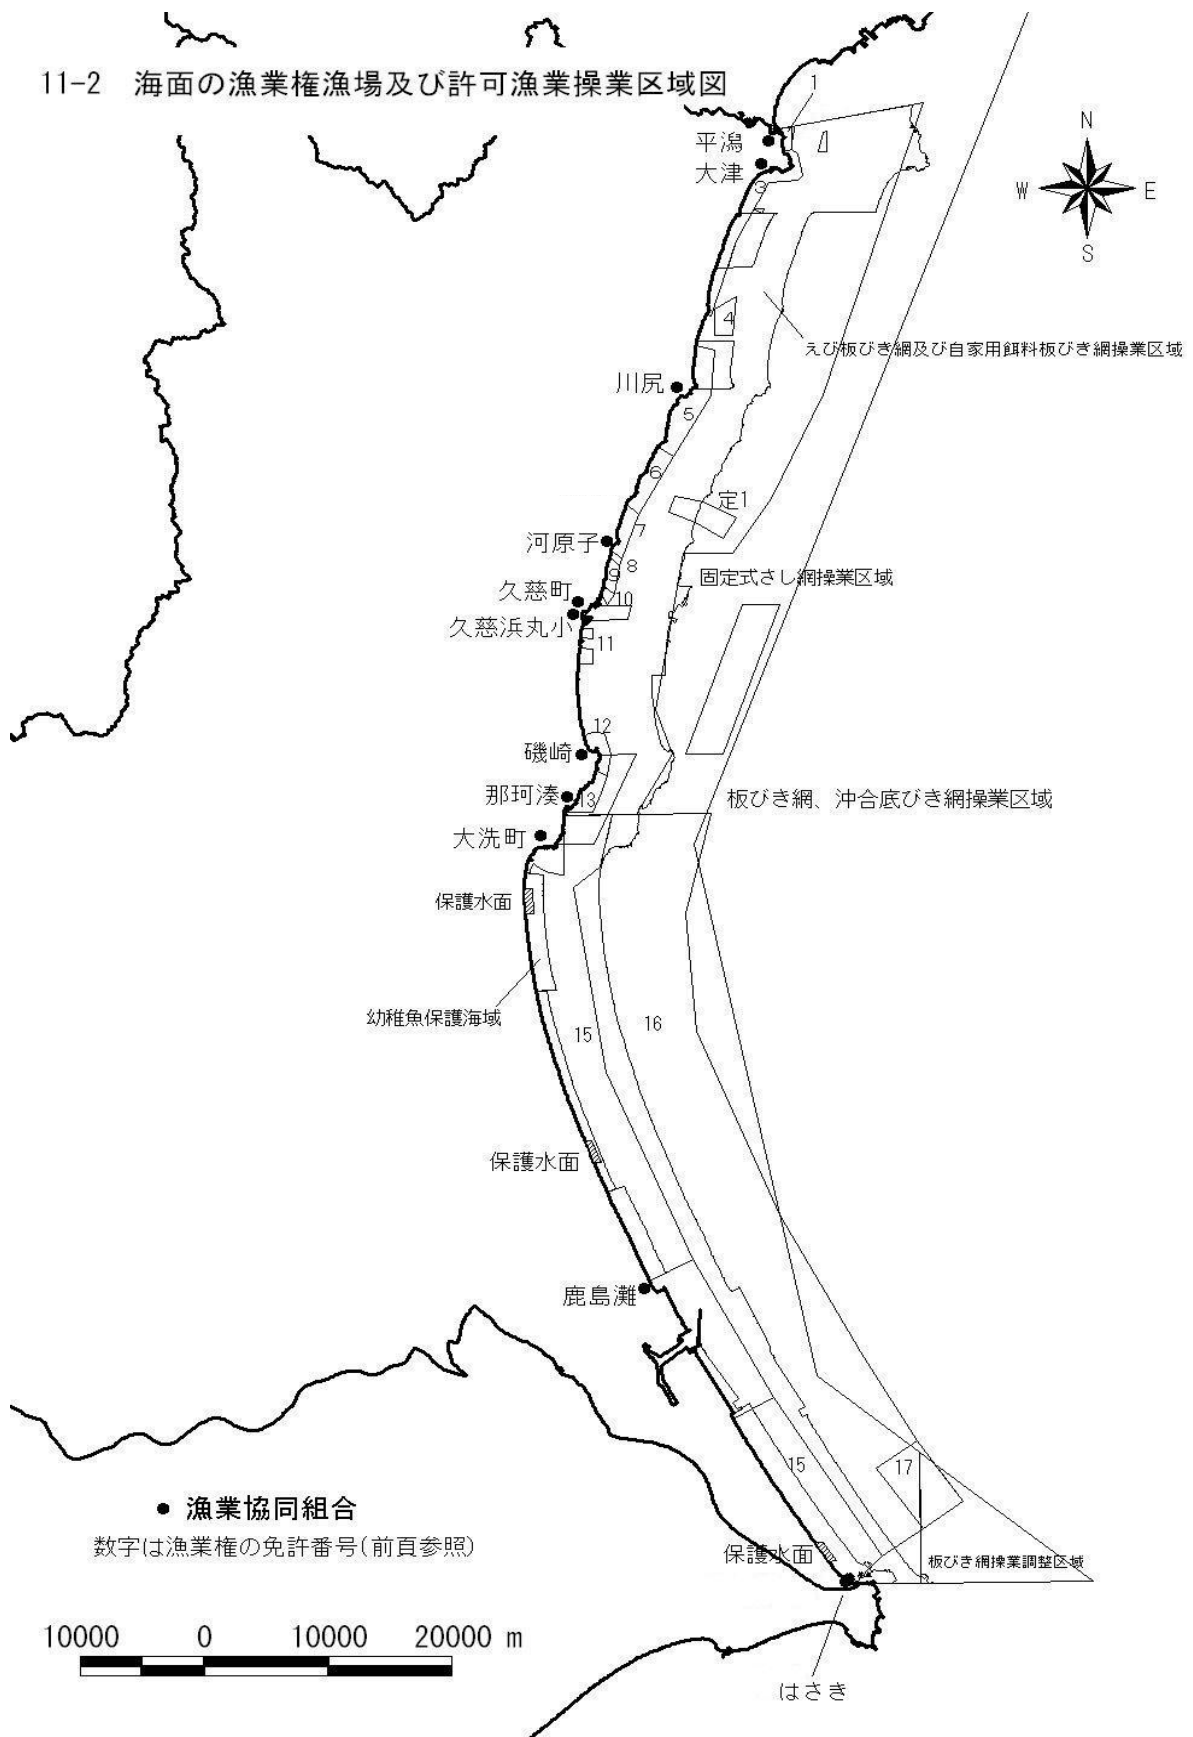 11-2 海面の漁業権漁場及び許可漁業操業区域図
1
平潟
大津
3
N
W
E
S
4
えび板びき網及び自家用餌料板びき網操業区域
川尻
5
6
定1
河原子
7
8
9
固定式さし網操業区域
久慈町
10
久慈浜丸小
11
12
磯崎
那珂湊
13
板びき網、沖合底びき網操業区域
大洗町
保護水面
幼稚魚保護海域
15
16
保護水面
鹿島灘
15
17
● 漁業協同組合
数字は漁業権の免許番号(前頁参照)
保護水面
板びき網操業調整区域
10000 0 10000 20000 m
はさき